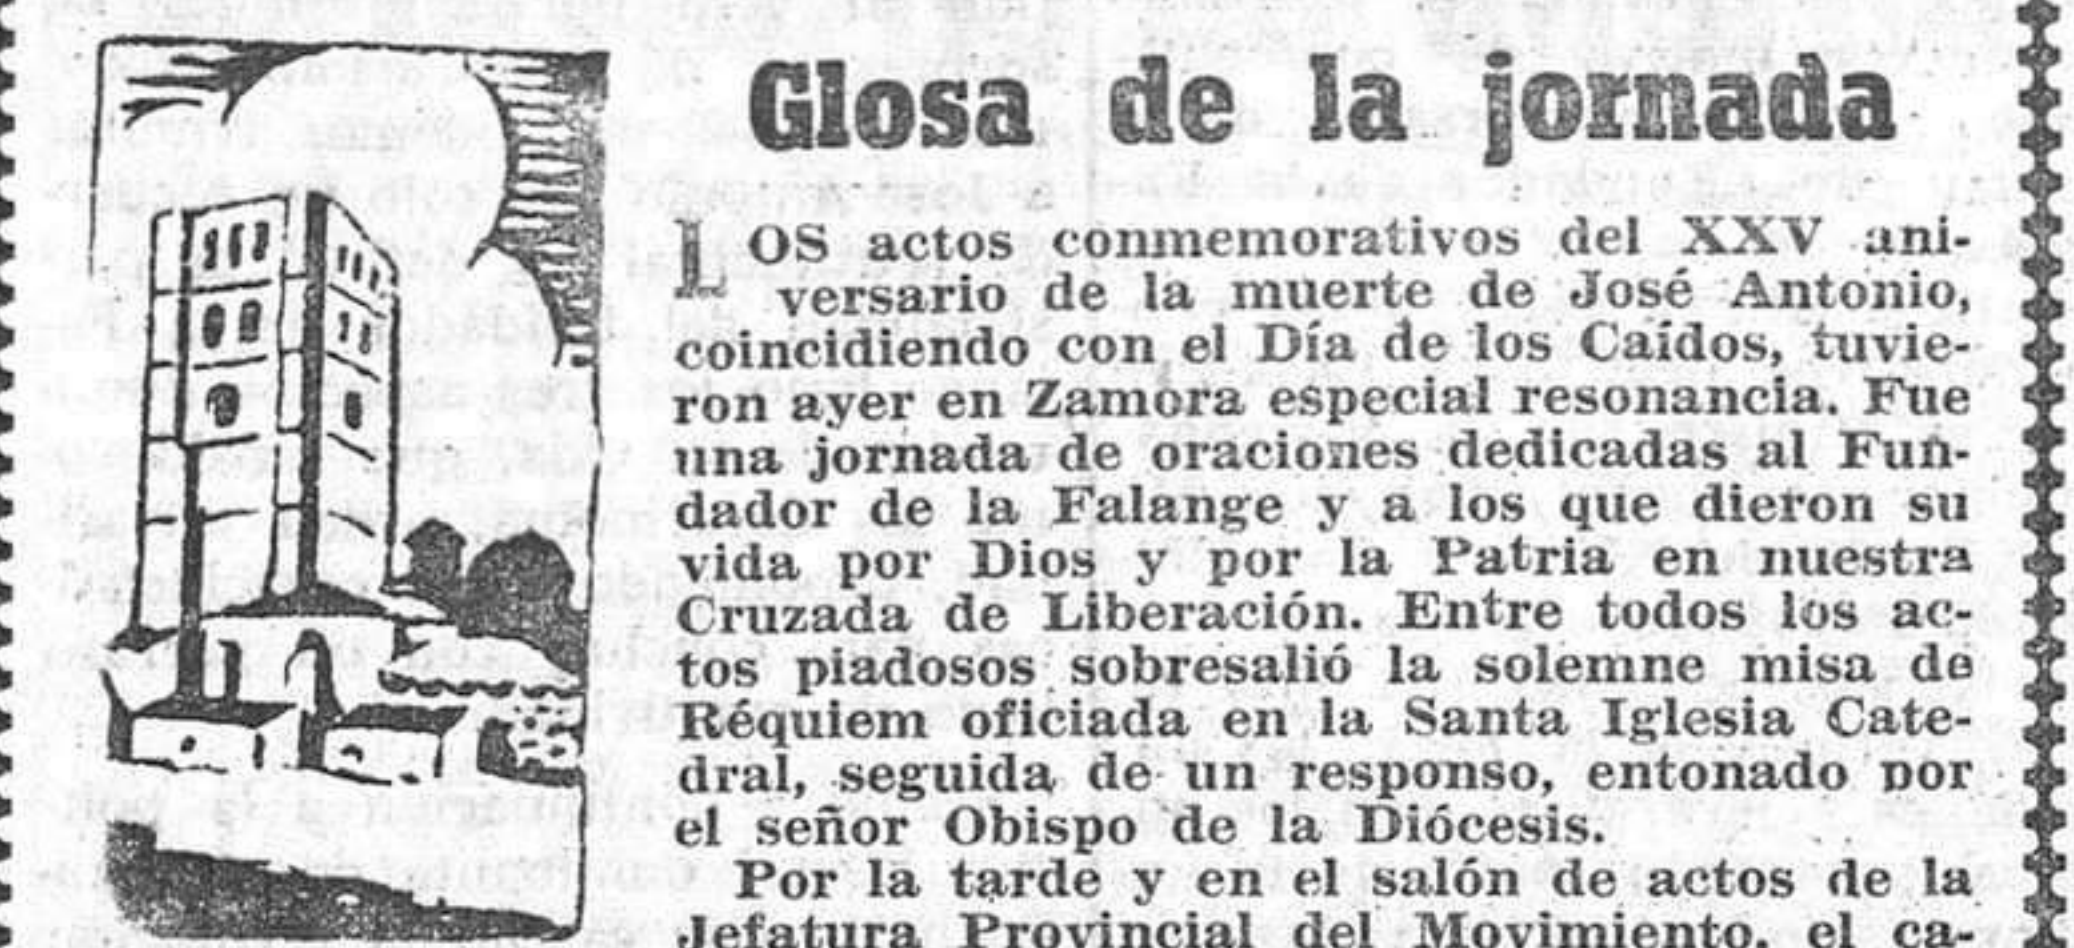 Glosa de la jornada
LOS actos conmemorativos del XXV ani-
versario de la muerte de José Antonio,
coincidiendo con el Día de los Caídos, tuvie-
ron ayer en Zamora especial resonancia. Fue
una jornada de oraciones dedicadas al Fun-
dador de la Falange y a los que dieron su
vida por Dios y por la Patria en nuestra
Cruzada de Liberación. Entre todos los ac-
tos piadosos sobresalió la solemne misa de
Réquiem oficiada en la Santa Iglesia Cate-
dral, seguida de un responso, entonado por
el señor Obispo de la Diócesis.
Por la tarde y en el salón de actos de la
Jefatura Provincial del Movimiento, el ca-